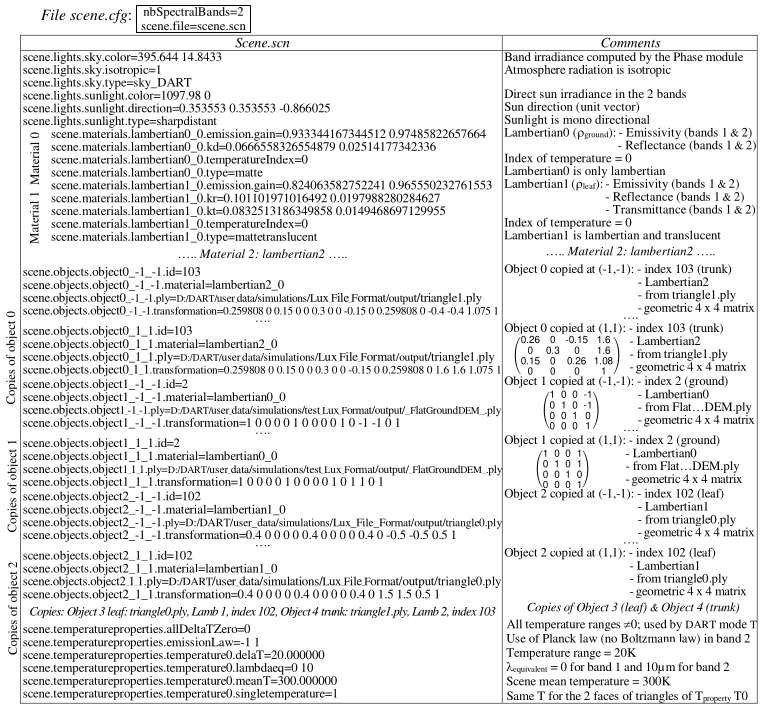 File scene.cfg: nbSpectralBands=2
scene.file=scene.scn
Scene.scn Comments
scene.lights.sky.color=395.644 14.8433 Band irradiance computed by the Phase module
scene.lights.sky.isotropic=1 Atmosphere radiation is isotropic
scene.lights.sky.type=sky_DART
scene.lights.sunlight.color=1097.98 0 Direct sun irradiance in the 2 bands
scene.lights.sunlight.direction=0.353553 0.353553 -0.866025 Sun direction (unit vector)
scene.lights.sunlight.type=sharpdistant Sunlight is mono directional
Material 0
scene.materials.lambertian0_0.emission.gain=0.933344167344512 0.97485822657664 Lambertian0 (ρground): - Emissivity (bands 1 & 2)
scene.materials.lambertian0_0.kd=0.0666558326554879 0.02514177342336 - Reflectance (bands 1 & 2)
scene.materials.lambertian0_0.temperatureIndex=0 Index of temperature = 0
scene.materials.lambertian0_0.type=matte Lambertian0 is only lambertian
Material 1
scene.materials.lambertian1_0.emission.gain=0.824063582752241 0.965550232761553 Lambertian1 (ρleaf): - Emissivity (bands 1 & 2)
scene.materials.lambertian1_0.kr=0.101101971016492 0.0197988280284627 - Reflectance (bands 1 & 2)
scene.materials.lambertian1_0.kt=0.0832513186349858 0.0149468697129955 - Transmittance (bands 1 & 2)
scene.materials.lambertian1_0.temperatureIndex=0 Index of temperature = 0
scene.materials.lambertian1_0.type=mattetranslucent Lambertian1 is lambertian and translucent
….. Material 2: lambertian2 ….. ….. Material 2: lambertian2 …..
Copies of object 0
scene.objects.object0_-1_-1.id=103 Object 0 copied at (-1,-1): - index 103 (trunk)
scene.objects.object0_-1_-1.material=lambertian2_0 - Lambertian2
scene.objects.object0_-1_-1.ply=D:/DART/user_data/simulations/Lux File Format/output/triangle1.ply - from triangle1.ply
scene.objects.object0_-1_-1.transformation=0.259808 0 0.15 0 0 0.3 0 0 -0.15 0 0.259808 0 -0.4 -0.4 1.075 1 - geometric 4 x 4 matrix
…. ….
scene.objects.object0_1_1.id=103 Object 0 copied at (1,1): - index 103 (trunk)
scene.objects.object0_1_1.material=lambertian2_0 - Lambertian2
scene.objects.object0_1_1.ply=D:/DART/user_data/simulations/Lux File Format/output/triangle1.ply - from triangle1.ply
scene.objects.object0_1_1.transformation=0.259808 0 0.15 0 0 0.3 0 0 -0.15 0 0.259808 0 1.6 1.6 1.075 1 - geometric 4 x 4 matrix
0.26 0 -0.15 1.6
0 0.3 0 1.6
0.15 0 0.26 1.08
0 0 0 1
Copies of object 1
scene.objects.object1_-1_-1.id=2 Object 1 copied at (-1,-1): - index 2 (ground)
scene.objects.object1_-1_-1.material=lambertian0_0 - Lambertian0
scene.objects.object1_-1_-1.ply=D:/DART/user_data/simulations/test_Lux_Format/output/_FlatGroundDEM_.ply - from Flat…DEM.ply
scene.objects.object1_-1_-1.transformation=1 0 0 0 0 1 0 0 0 0 1 0 -1 -1 0 1 - geometric 4 x 4 matrix
1 0 0 -1
0 1 0 -1
0 0 1 0
0 0 0 1
…. ….
scene.objects.object1_1_1.id=2 Object 1 copied at (1,1): - index 2 (ground)
scene.objects.object1_1_1.material=lambertian0_0 - Lambertian0
scene.objects.object1_1_1.ply=D:/DART/user_data/simulations/test_Lux_Format/output/_FlatGroundDEM_.ply - from Flat…DEM.ply
scene.objects.object1_1_1.transformation=1 0 0 0 0 1 0 0 0 0 1 0 1 1 0 1 - geometric 4 x 4 matrix
1 0 0 1
0 1 0 1
0 0 1 0
0 0 0 1
Copies of object 2
scene.objects.object2_-1_-1.id=102 Object 2 copied at (-1,-1): - index 102 (leaf)
scene.objects.object2_-1_-1.material=lambertian1_0 - Lambertian1
scene.objects.object2_-1_-1.ply=D:/DART/user_data/simulations/Lux_File_Format/output/triangle0.ply - from triangle0.ply
scene.objects.object2_-1_-1.transformation=0.4 0 0 0 0 0.4 0 0 0 0 0.4 0 -0.5 -0.5 0.5 1 - geometric 4 x 4 matrix
…. ….
scene.objects.object2_1_1.id=102 Object 2 copied at (1,1): - index 102 (leaf)
scene.objects.object2_1_1.material=lambertian1_0 - Lambertian1
scene.objects.object2_1_1.ply=D:/DART/user_data/simulations/Lux File Format/output/triangle0.ply - from triangle0.ply
scene.objects.object2_1_1.transformation=0.4 0 0 0 0 0.4 0 0 0 0 0.4 0 1.5 1.5 0.5 1 - geometric 4 x 4 matrix
Copies: Object 3 leaf: triangle0.ply, Lamb 1, index 102, Object 4 trunk: triangle1.ply, Lamb 2, index 103 Copies of Object 3 (leaf) & Object 4 (trunk)
scene.temperatureproperties.allDeltaTZero=0 All temperature ranges ≠0; used by DART mode T
scene.temperatureproperties.emissionLaw=-1 1 Use of Planck law (no Boltzmann law) in band 2
scene.temperatureproperties.temperature0.delaT=20.000000 Temperature range = 20K
scene.temperatureproperties.temperature0.lambdaeq=0 10 λequivalent = 0 for band 1 and 10µm for band 2
scene.temperatureproperties.temperature0.meanT=300.000000 Scene mean temperature = 300K
scene.temperatureproperties.temperature0.singletemperature=1 Same T for the 2 faces of triangles of Tproperty T0